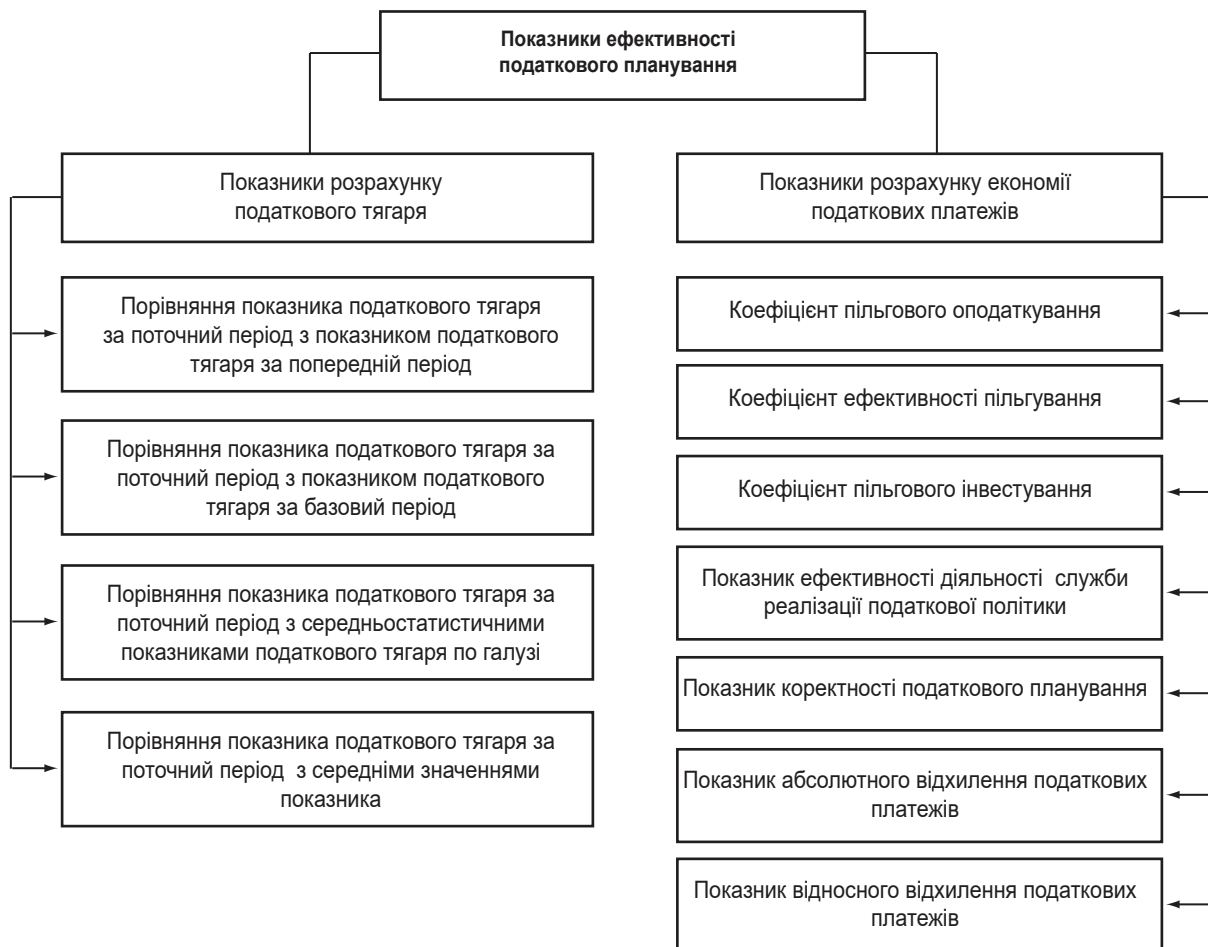 Показники ефективності
податкового планування
Показники розрахунку
податкового тягаря
Порівняння показника податкового тягаря
за поточний період з показником податкового
тягаря за попередній період
Порівняння показника податкового тягаря за
поточний період з показником податкового
тягаря за базовий період
Порівняння показника податкового тягаря за
поточний період з середньостатистичними
показниками податкового тягаря по галузі
Порівняння показника податкового тягаря за
поточний період з середніми значеннями
показника
Показники розрахунку економії
податкових платежів
Коефіцієнт пільгового оподаткування
Коефіцієнт ефективності пільгування
Коефіцієнт пільгового інвестування
Показник ефективності діяльності служби
реалізації податкової політики
Показник коректності податкового планування
Показник абсолютного відхилення податкових
платежів
Показник відносного відхилення податкових
платежів